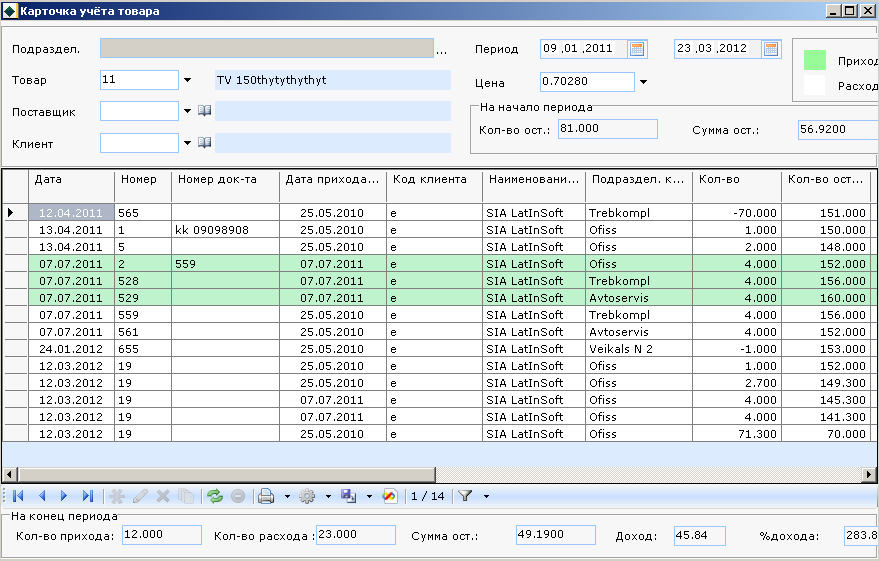 Карточка учёта товара
Подраздел. ... Период 09 ,01 ,2011 23 ,03 ,2012
Товар 11 TV 150thytythythyt Цена 0.70280 Приход
Поставщик На начало периода Расход
Клиент Кол-во ост.: 81.000 Сумма ост.: 56.9200
Дата Номер Номер док-та Дата прихода... Код клиента Наименовани... Подраздел. к... Кол-во Кол-во ост...
12.04.2011 565 25.05.2010 e SIA LatInSoft Trebkompl -70.000 151.000
13.04.2011 1 kk 09098908 25.05.2010 e SIA LatInSoft Ofiss 1.000 150.000
13.04.2011 5 25.05.2010 e SIA LatInSoft Ofiss 2.000 148.000
07.07.2011 2 559 07.07.2011 e SIA LatInSoft Ofiss 4.000 152.000
07.07.2011 528 07.07.2011 e SIA LatInSoft Trebkompl 4.000 156.000
07.07.2011 529 07.07.2011 e SIA LatInSoft Avtoservis 4.000 160.000
07.07.2011 559 07.07.2011 e SIA LatInSoft Trebkompl 4.000 156.000
07.07.2011 561 07.07.2011 e SIA LatInSoft Avtoservis 4.000 152.000
24.01.2012 655 25.05.2010 e SIA LatInSoft Veikals N 2 -1.000 153.000
12.03.2012 19 25.05.2010 e SIA LatInSoft Ofiss 1.000 152.000
12.03.2012 19 25.05.2010 e SIA LatInSoft Ofiss 2.700 149.300
12.03.2012 19 07.07.2011 e SIA LatInSoft Ofiss 4.000 145.300
12.03.2012 19 07.07.2011 e SIA LatInSoft Ofiss 4.000 141.300
12.03.2012 19 25.05.2010 e SIA LatInSoft Ofiss 71.300 70.000
1 / 14
На конец периода
Кол-во прихода: 12.000 Кол-во расхода : 23.000 Сумма ост.: 49.1900 Доход: 45.84 %дохода: 283.8